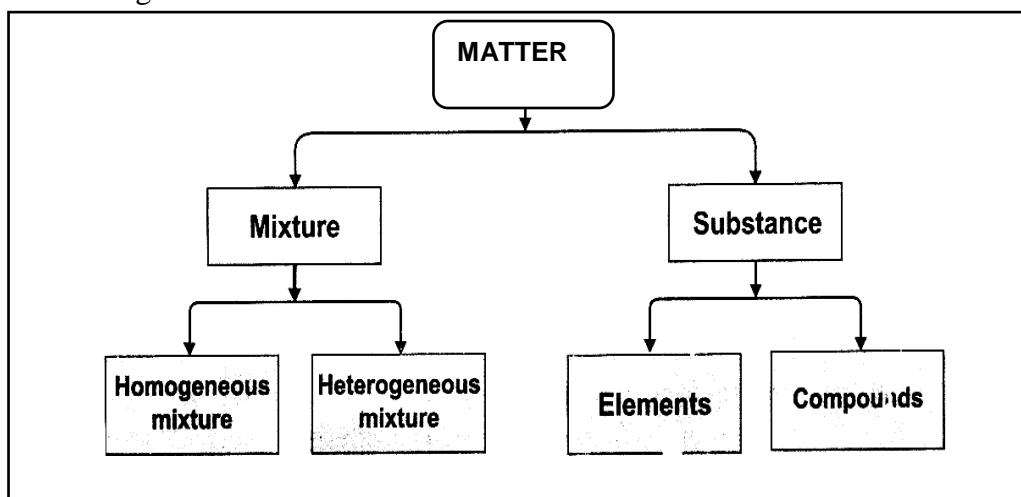 MATTER
Mixture
Substance
Homogeneous
mixture
Heterogeneous
mixture
Elements
Compounds